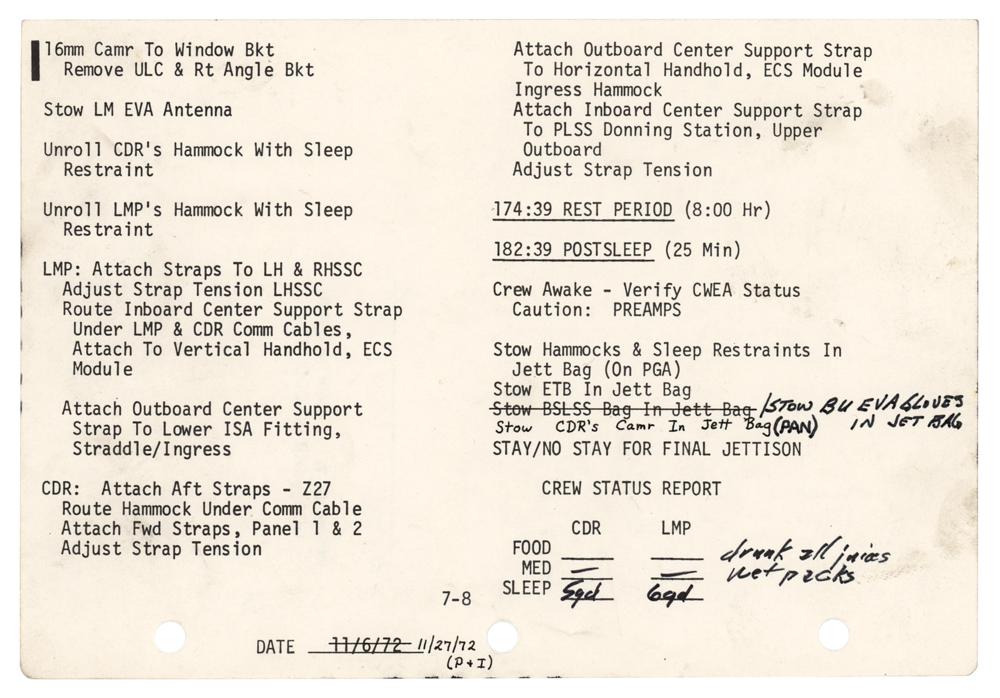 16mm Camr To Window Bkt
Remove ULC & Rt Angle Bkt
Stow LM EVA Antenna
Unroll CDR's Hammock With Sleep
Restraint
Unroll LMP's Hammock With Sleep
Restraint
LMP: Attach Straps To LH & RHSSC
Adjust Strap Tension LHSSC
Route Inboard Center Support Strap
Under LMP & CDR Comm Cables,
Attach To Vertical Handhold, ECS
Module
Attach Outboard Center Support
Strap To Lower ISA Fitting,
Straddle/Ingress
CDR: Attach Aft Straps - Z27
Route Hammock Under Comm Cable
Attach Fwd Straps, Panel 1 & 2
Adjust Strap Tension
Attach Outboard Center Support Strap
To Horizontal Handhold, ECS Module
Ingress Hammock
Attach Inboard Center Support Strap
To PLSS Donning Station, Upper
Outboard
Adjust Strap Tension
174:39 REST PERIOD (8:00 Hr)
182:39 POSTSLEEP (25 Min)
Crew Awake - Verify CWEA Status
Caution: PREAMPS
Stow Hammocks & Sleep Restraints In
Jett Bag (On PGA)
Stow ETB In Jett Bag
Stow BSLSS Bag In Jett Bag /STOW BU EVA GLOVES
IN JET BAG
Stow CDR's Camr In Jett Bag (PAN)
STAY/NO STAY FOR FINAL JETTISON
CREW STATUS REPORT
CDR LMP
FOOD
MED – –
SLEEP 5gd 6gd
drunk all juices
wet packs
7-8
DATE 11/6/72 11/27/72
(P+I)